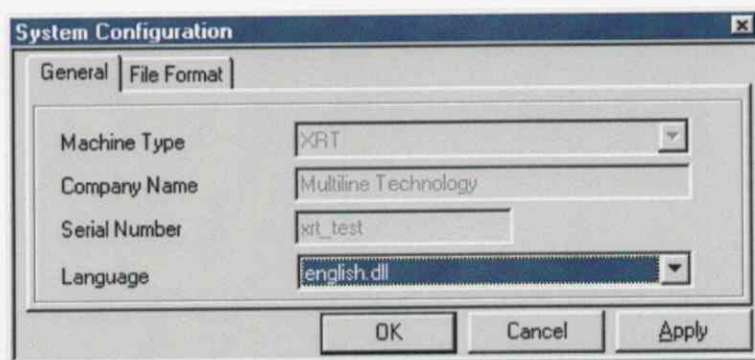 System Configuration
General File Format
Machine Type XRT
Company Name Multiline Technology
Serial Number xrt_test
Language english.dll
OK Cancel Apply